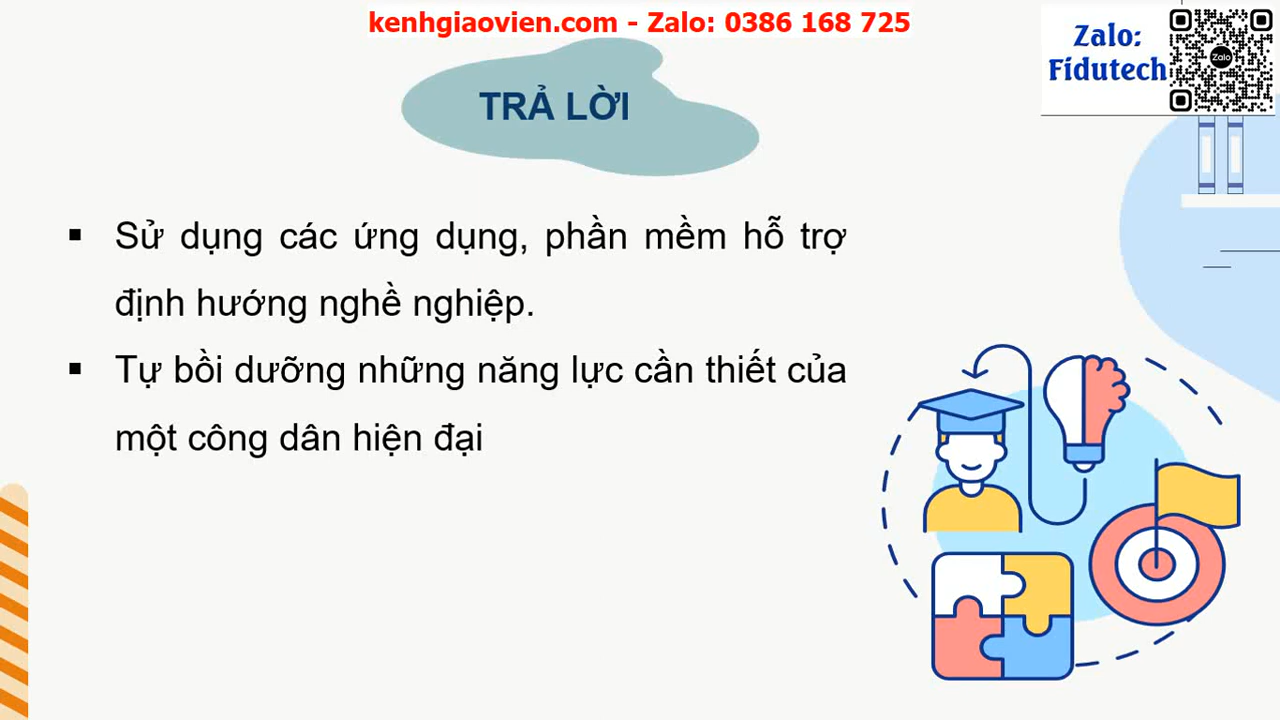 kenhgiaovien.com - Zalo: 0386 168 725
Zalo:
Fidutech
Zalo
TRẢ LỜI
▪ Sử dụng các ứng dụng, phần mềm hỗ trợ
định hướng nghề nghiệp.
▪ Tự bồi dưỡng những năng lực cần thiết của
một công dân hiện đại